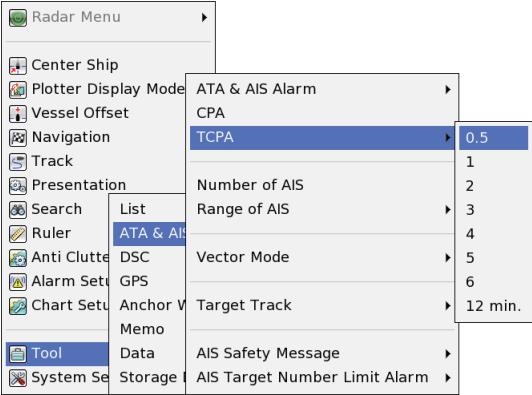 Radar Menu
Center Ship
Plotter Display Mode
Vessel Offset
Navigation
Track
Presentation
Search
Ruler
Anti Clutte
Alarm Setu
Chart Setu
Tool
System Se
List
ATA & AIS
DSC
GPS
Anchor W
Memo
Data
Storage
ATA & AIS Alarm
CPA
TCPA
Number of AIS
Range of AIS
Vector Mode
Target Track
AIS Safety Message
AIS Target Number Limit Alarm
0.5
1
2
3
4
5
6
12 min.